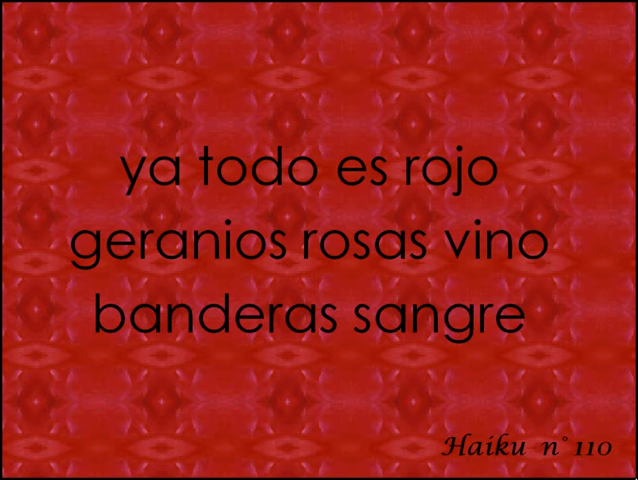 ya todo es rojo
geranios rosas vino
banderas sangre
Haiku n° 110